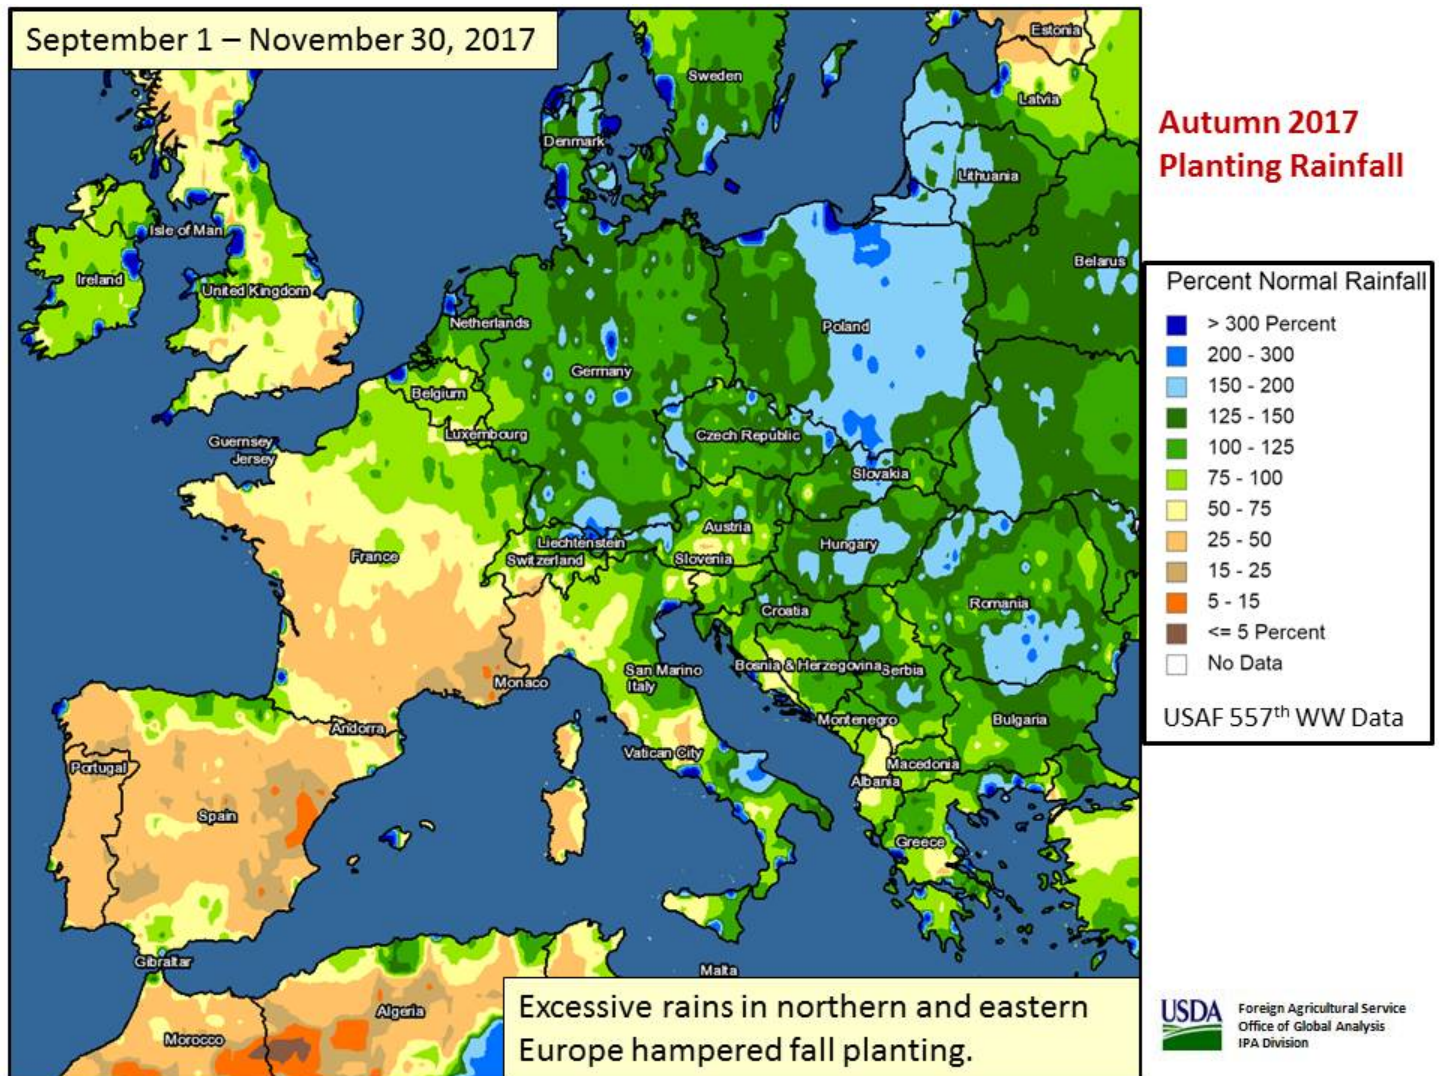 September 1 – November 30, 2017
Autumn 2017
Planting Rainfall
Estonia
Sweden
Latvia
Denmark
Lithuania
Isle of Man
Ireland
United Kingdom
Belarus
Netherlands
Poland
Germany
Belgium
Luxembourg
Czech Republic
Guernsey
Jersey
Slovakia
Austria
Liechtenstein
Hungary
France
Switzerland
Slovenia
Croatia
Romania
San Marino
Italy
Bosnia & Herzegovina
Serbia
Monaco
Andorra
Montenegro
Bulgaria
Vatican City
Portugal
Macedonia
Albania
Spain
Greece
Gibraltar
Malta
Algeria
Morocco
Percent Normal Rainfall
> 300 Percent
200 - 300
150 - 200
125 - 150
100 - 125
75 - 100
50 - 75
25 - 50
15 - 25
5 - 15
<= 5 Percent
No Data
USAF 557th WW Data
Excessive rains in northern and eastern
Europe hampered fall planting.
USDA
Foreign Agricultural Service
Office of Global Analysis
IPA Division